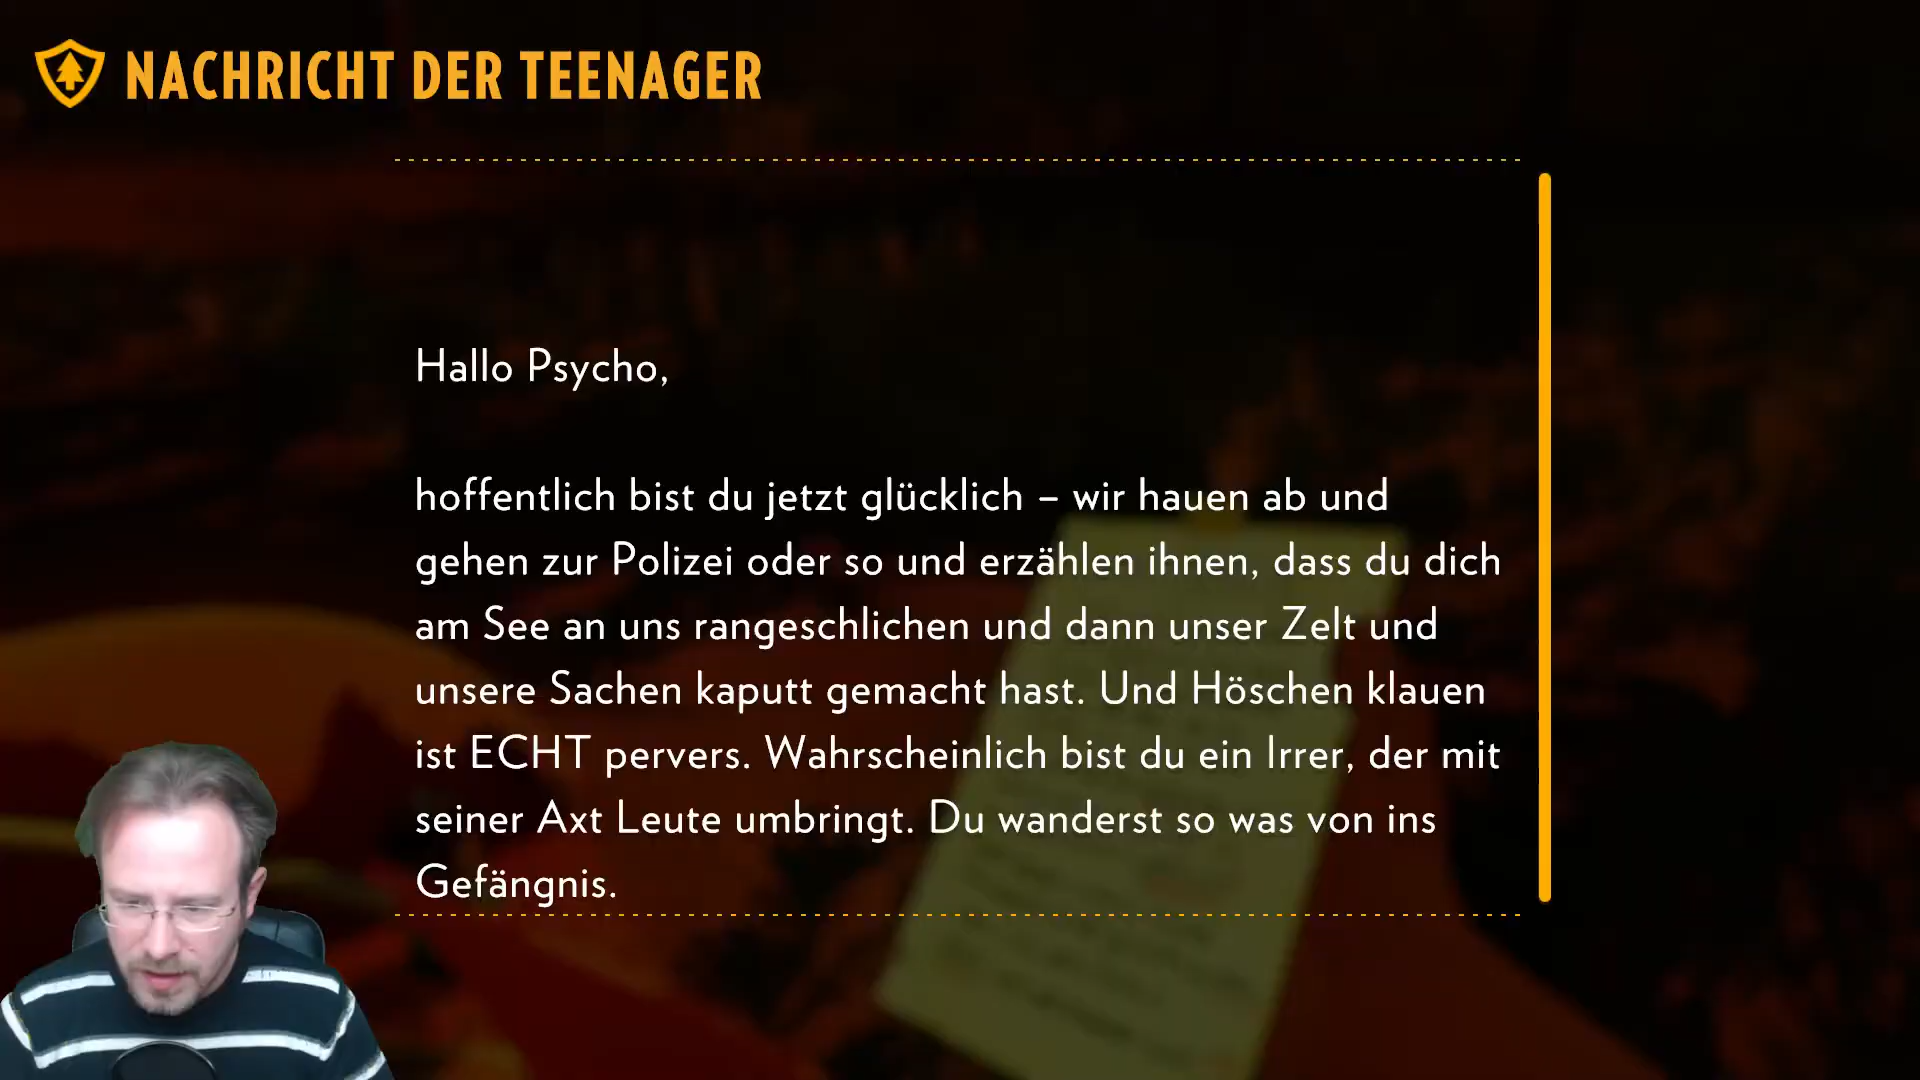 NACHRICHT DER TEENAGER
Hallo Psycho,
hoffentlich bist du jetzt glücklich – wir hauen ab und
gehen zur Polizei oder so und erzählen ihnen, dass du dich
am See an uns rangeschlichen und dann unser Zelt und
unsere Sachen kaputt gemacht hast. Und Höschen klauen
ist ECHT pervers. Wahrscheinlich bist du ein Irrer, der mit
seiner Axt Leute umbringt. Du wanderst so was von ins
Gefängnis.